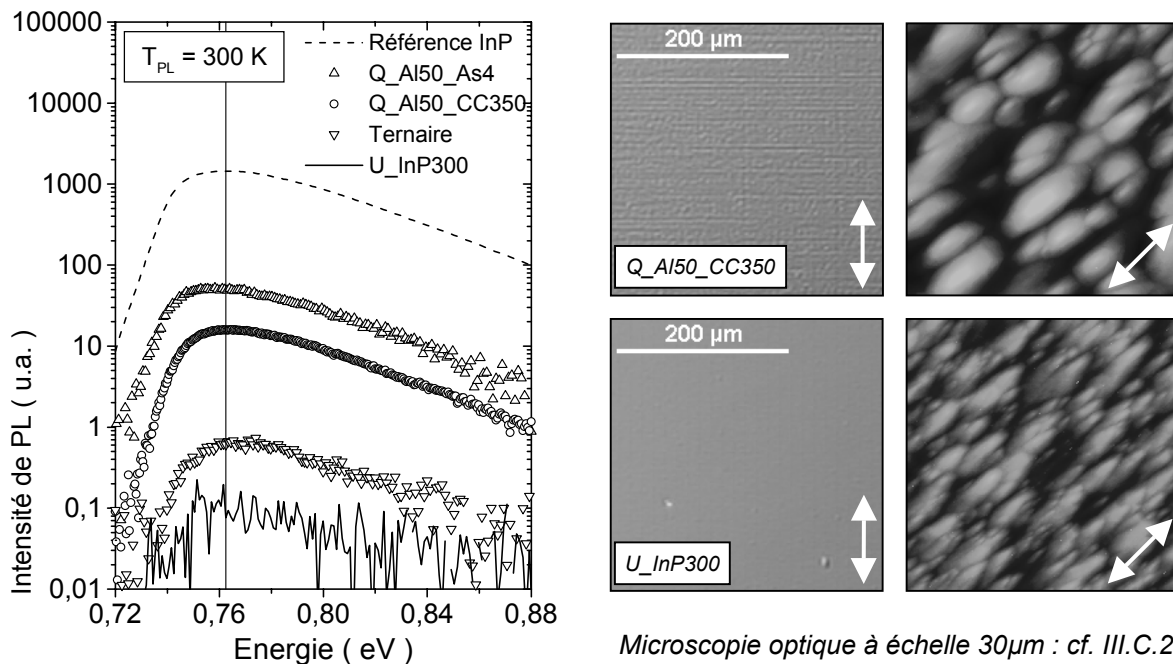 100000
10000
1000
100
10
1
0,1
0,01
Intensité de PL ( u.a. )
T_PL = 300 K
Référence InP
Q_Al50_As4
Q_Al50_CC350
Ternaire
U_InP300
0,72 0,76 0,80 0,84 0,88
Energie ( eV )
200 µm
Q_Al50_CC350
200 µm
U_InP300
Microscopie optique à échelle 30µm : cf. III.C.2